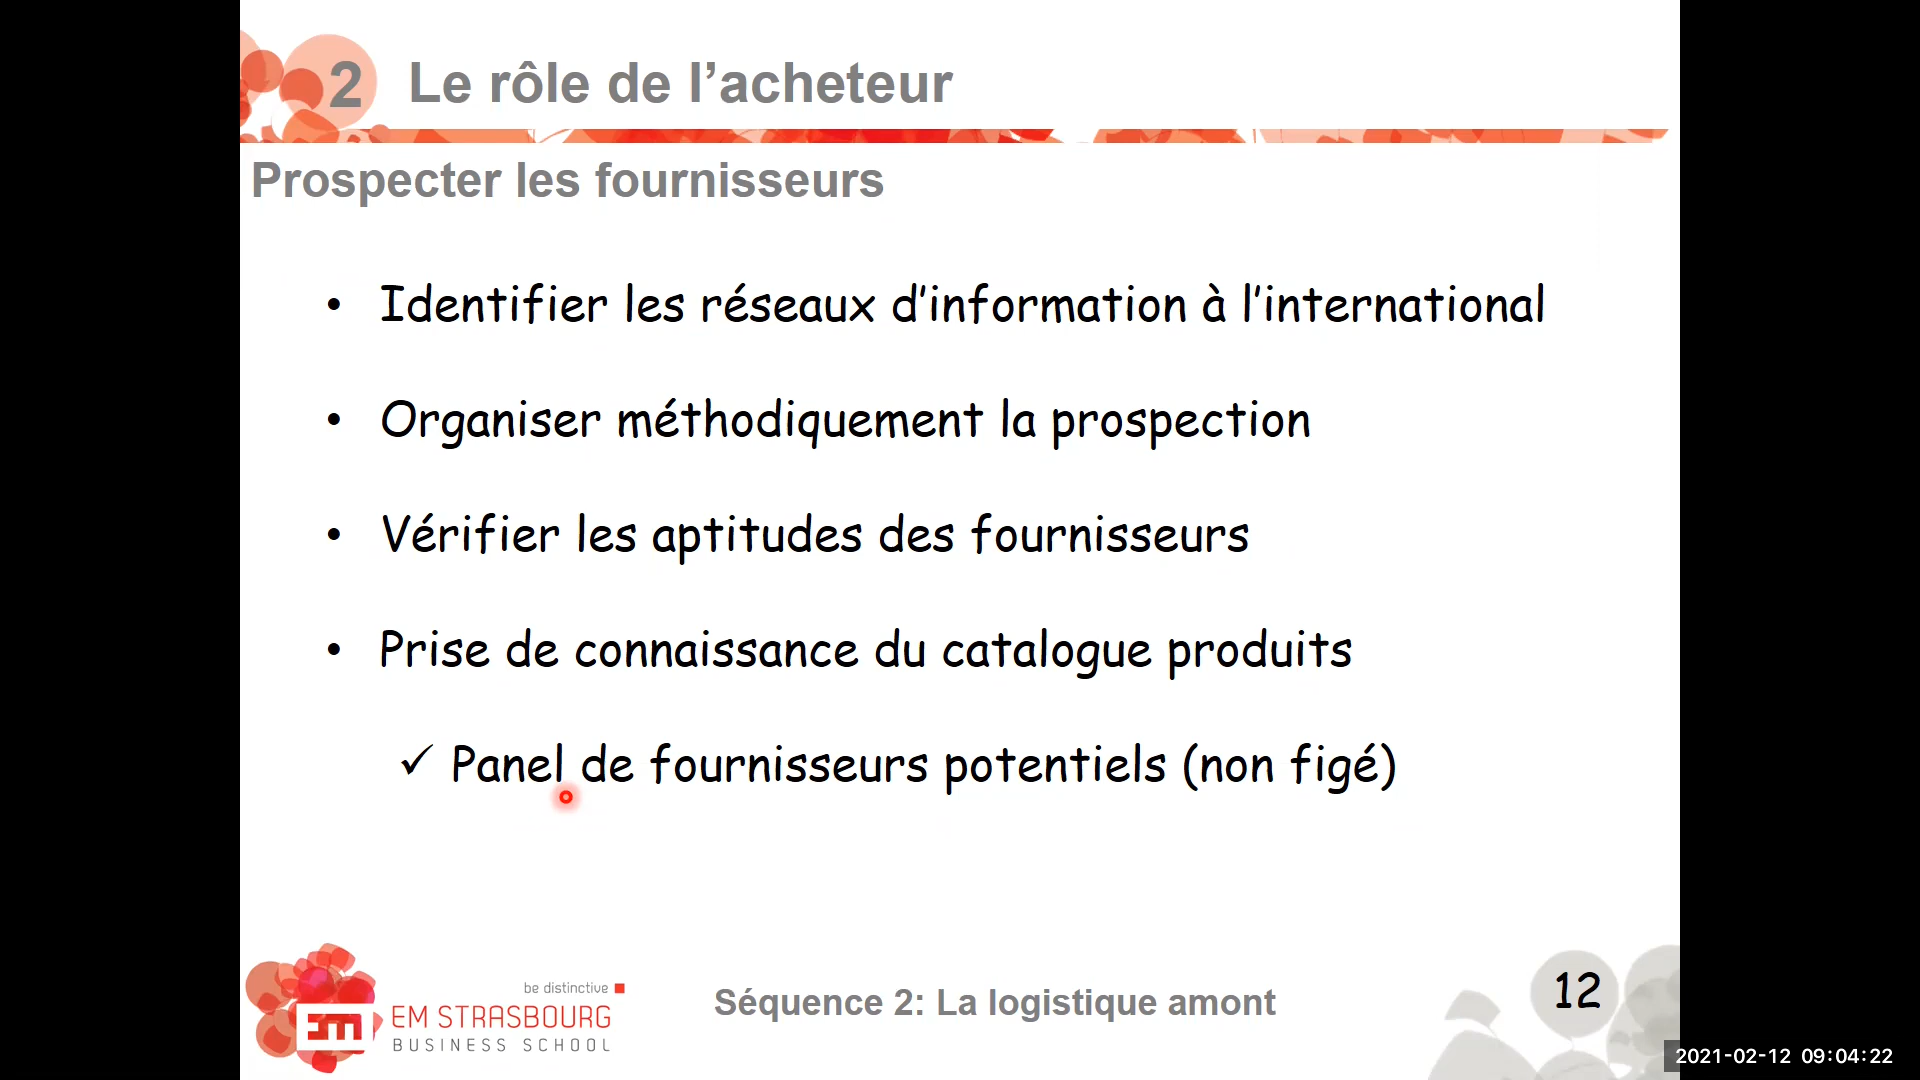 2 Le rôle de l’acheteur
Prospecter les fournisseurs
• Identifier les réseaux d’information à l’international
• Organiser méthodiquement la prospection
• Vérifier les aptitudes des fournisseurs
• Prise de connaissance du catalogue produits
✓ Panel de fournisseurs potentiels (non figé)
be distinctive
em
EM STRASBOURG
BUSINESS SCHOOL
Séquence 2: La logistique amont
12
2021-02-12 09:04:22